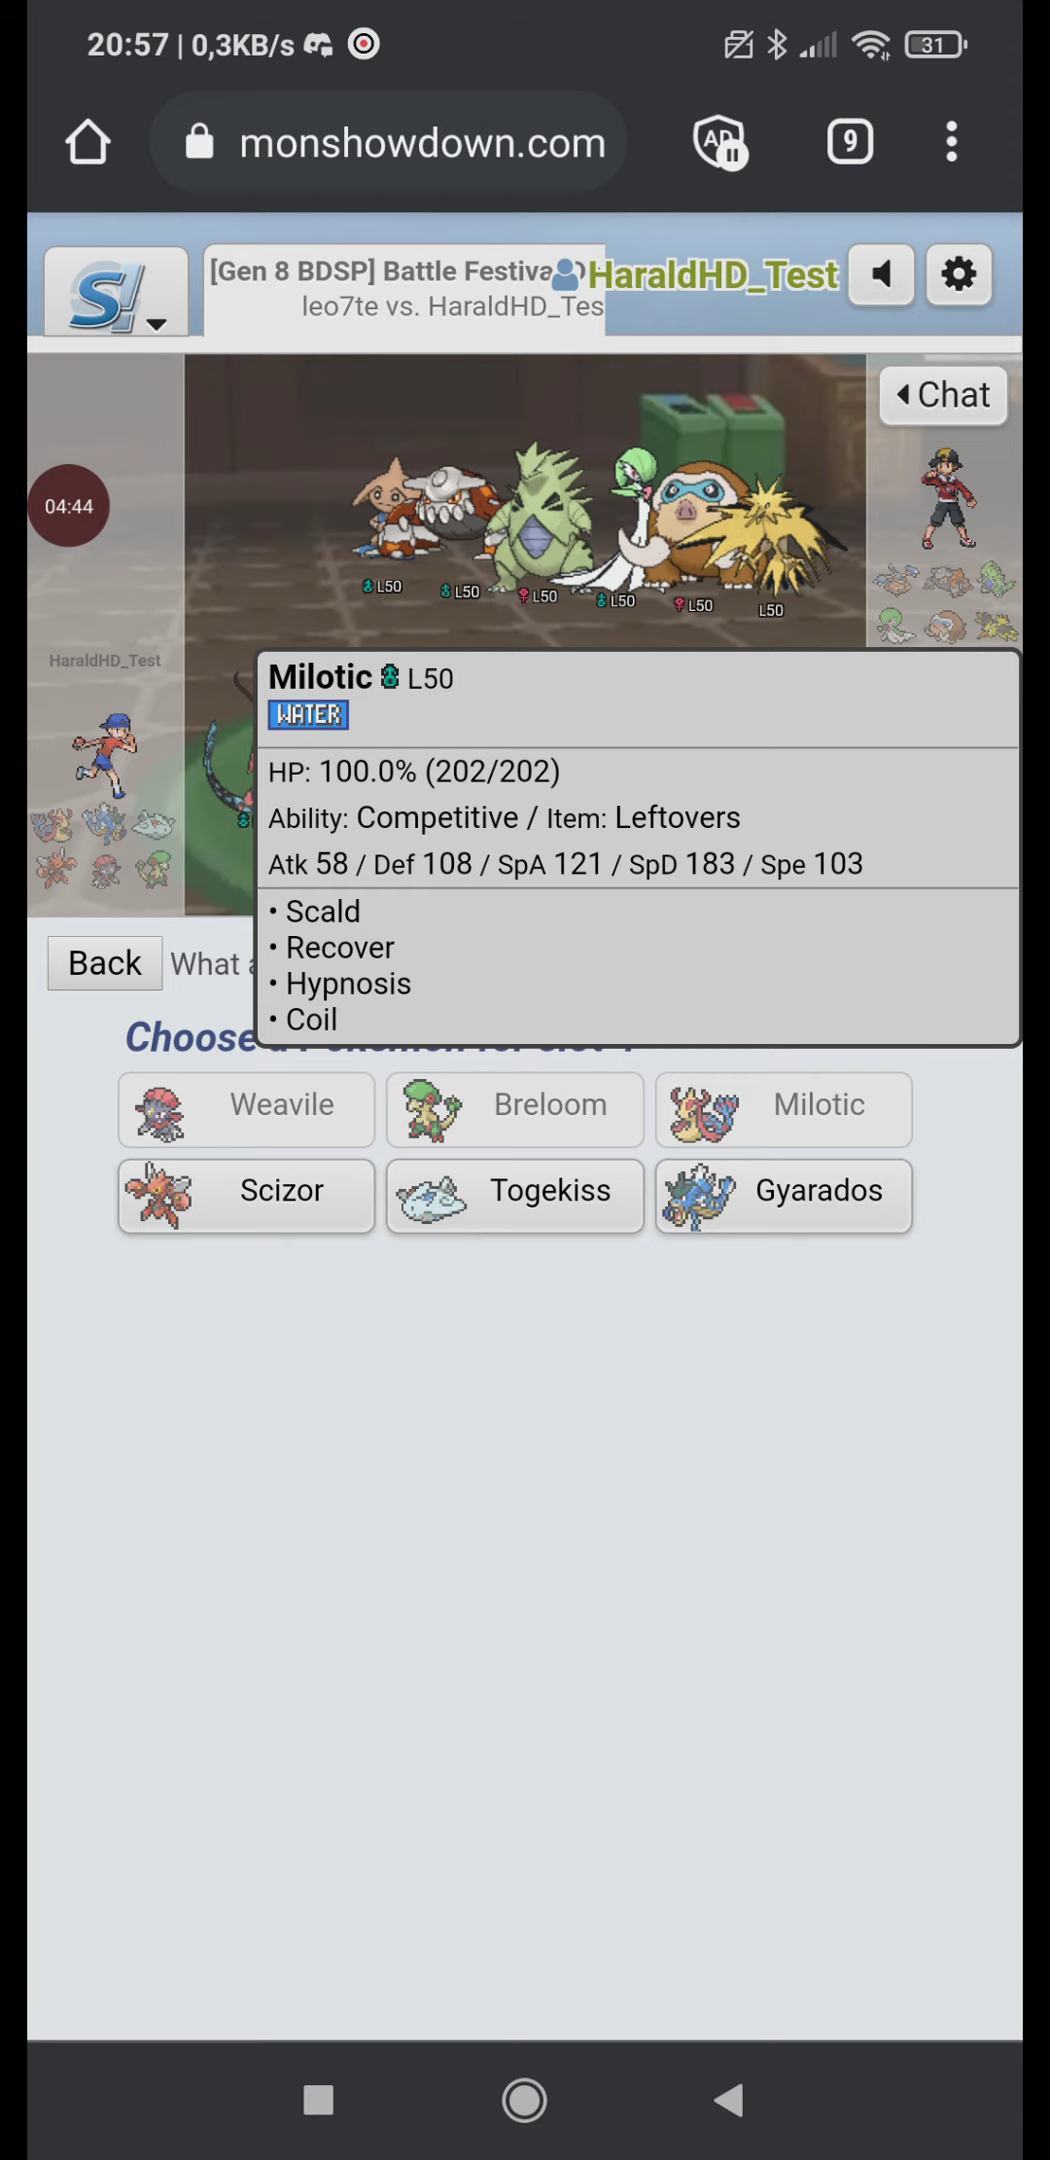 20:57 | 0,3KB/s
31
monshowdown.com
AD
9
[Gen 8 BDSP] Battle Festiva
leo7te vs. HaraldHD_Tes
HaraldHD_Test
Chat
04:44
L50
L50
L50
L50
L50
L50
HaraldHD_Test
Milotic L50
WATER
HP: 100.0% (202/202)
Ability: Competitive / Item: Leftovers
Atk 58 / Def 108 / SpA 121 / SpD 183 / Spe 103
• Scald
• Recover
• Hypnosis
• Coil
Back
What
Choose
Weavile
Breloom
Milotic
Scizor
Togekiss
Gyarados